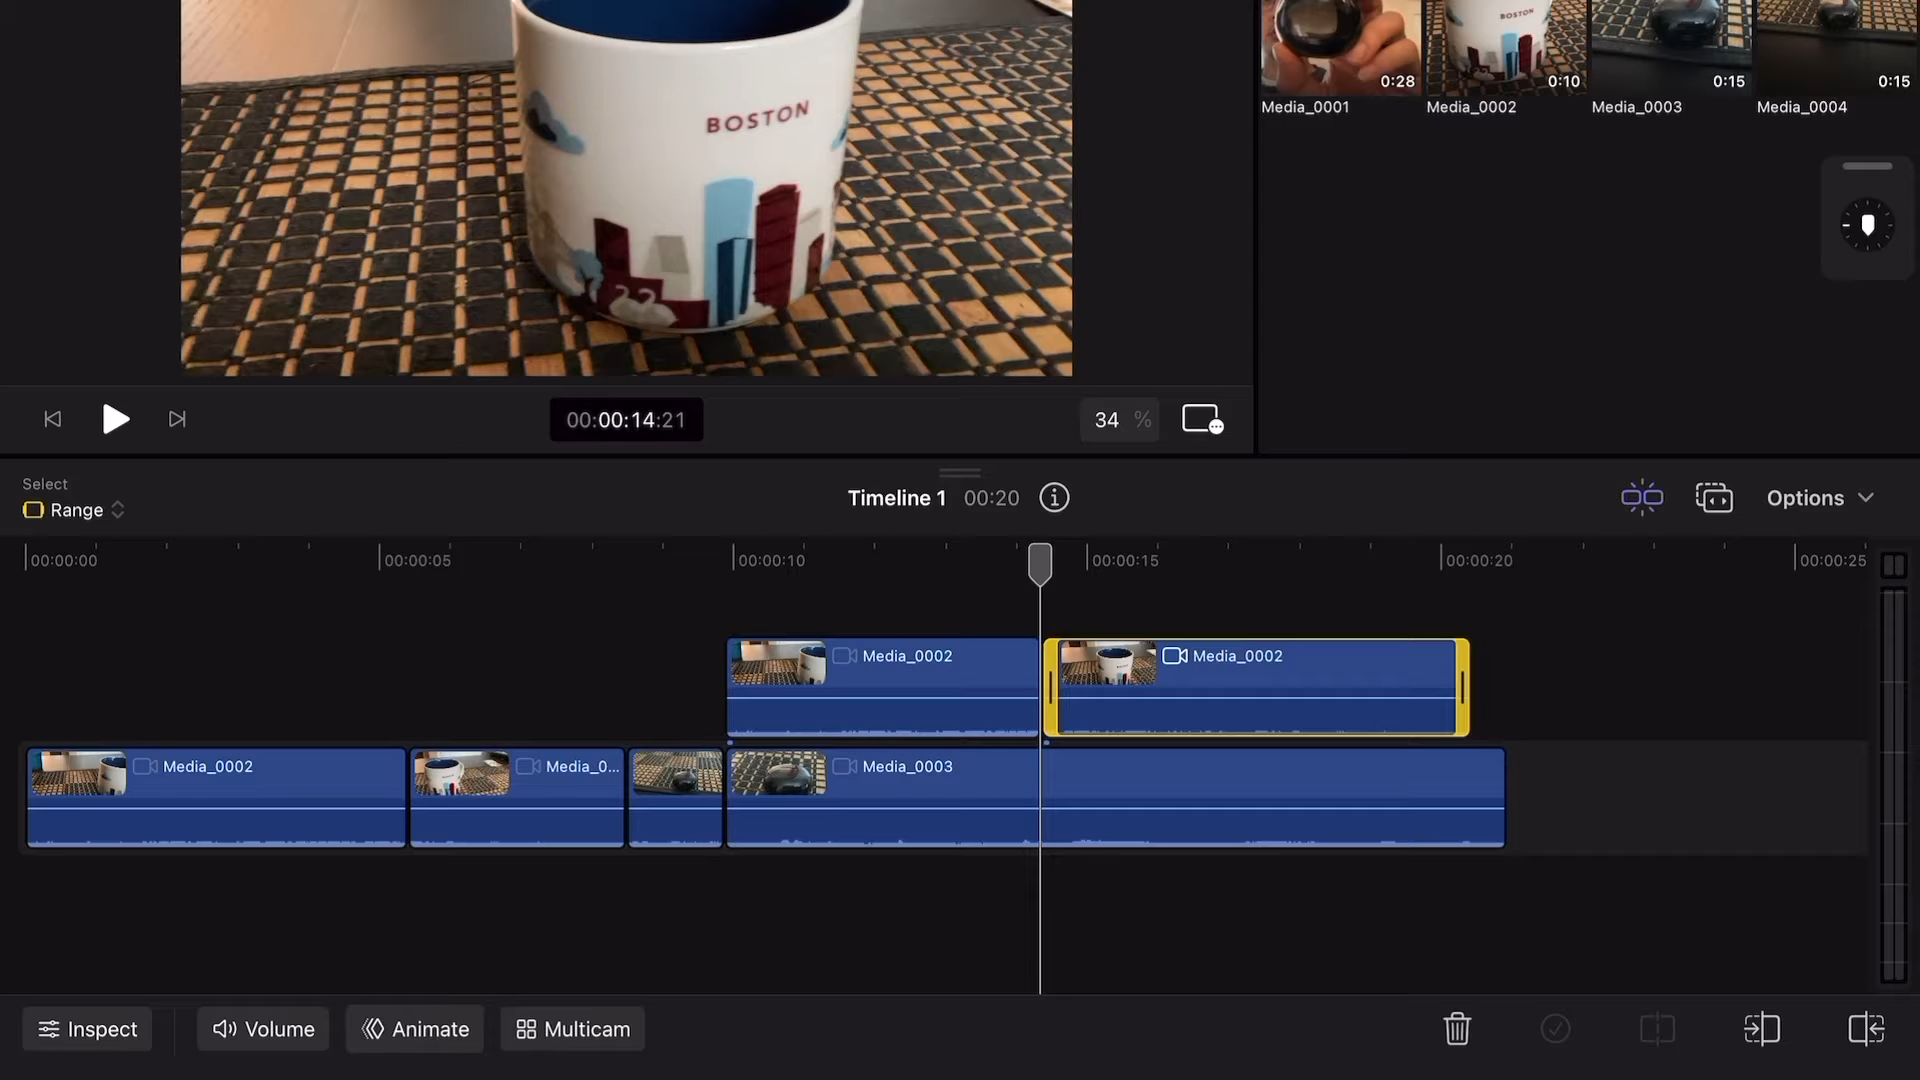 BOSTON
BOSTON
0:28
0:10
0:15
0:15
Media_0001
Media_0002
Media_0003
Media_0004
00:00:14:21
34 %
Select
Range
Timeline 1
00:20
Options
00:00:00
00:00:05
00:00:10
00:00:15
00:00:20
00:00:25
Media_0002
Media_0002
Media_0002
Media_0...
Media_0003
Inspect
Volume
Animate
Multicam